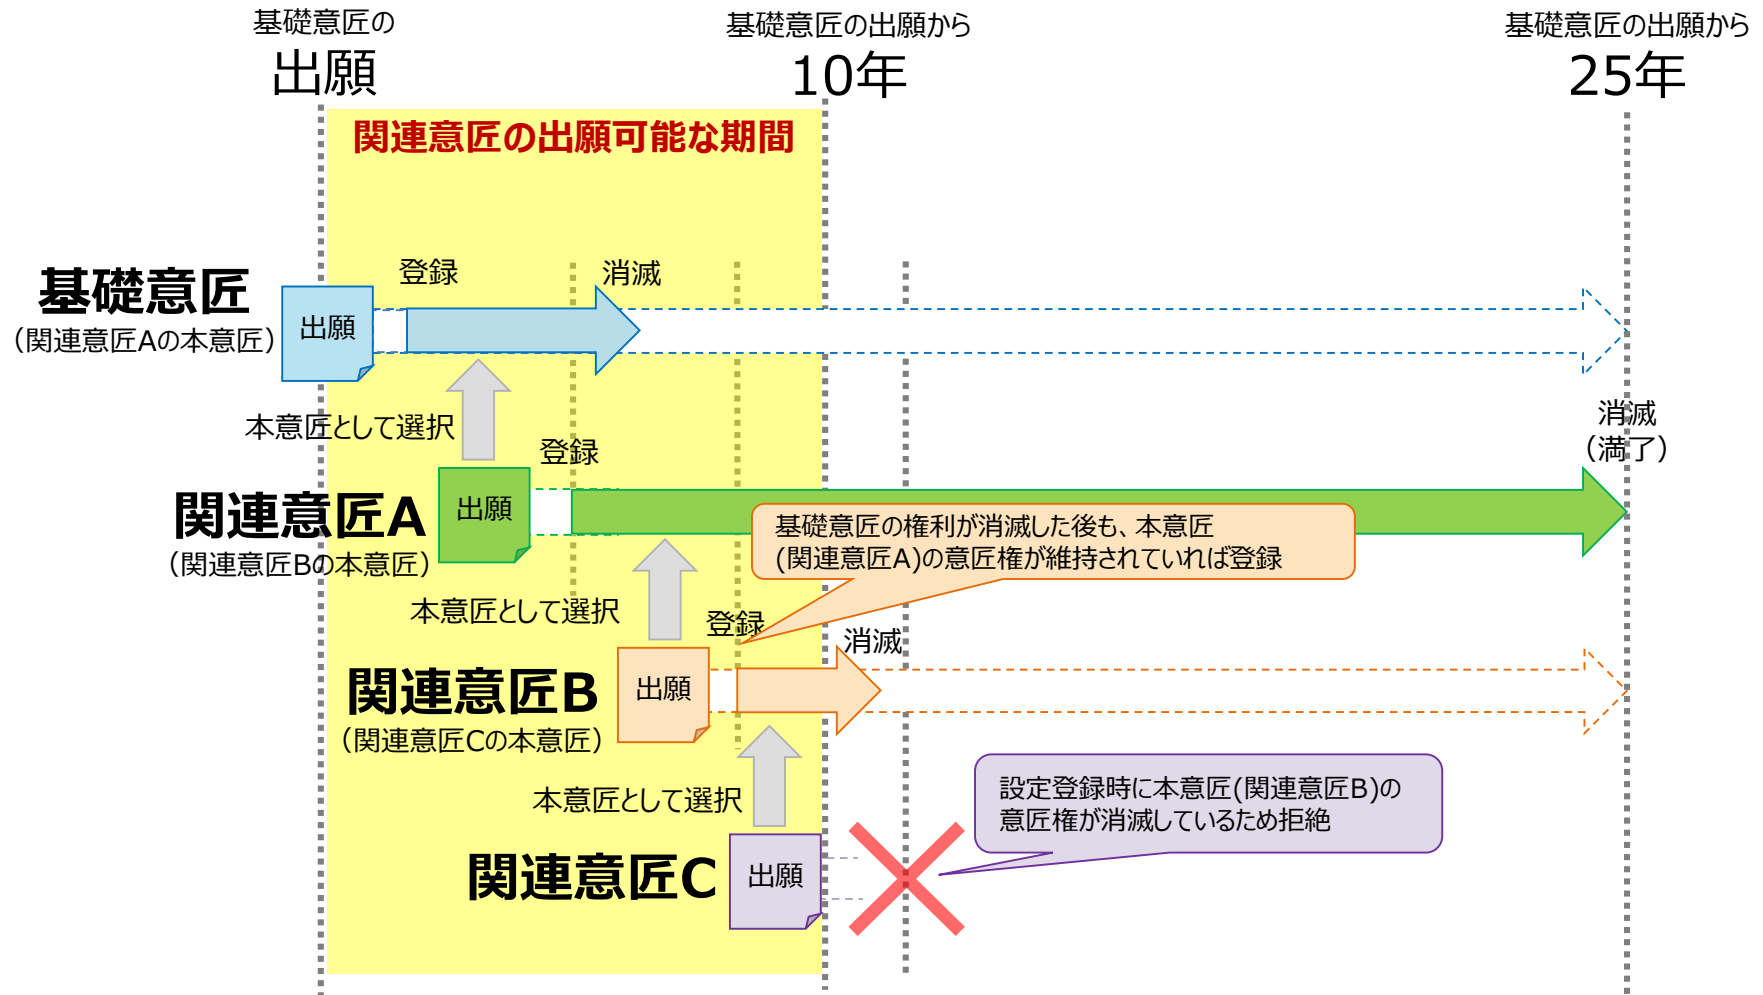 基礎意匠の
出願
基礎意匠の出願から
10年
基礎意匠の出願から
25年
関連意匠の出願可能な期間
基礎意匠
（関連意匠Aの本意匠）
出願
登録
消滅
本意匠として選択
消滅
（満了）
関連意匠A
（関連意匠Bの本意匠）
出願
登録
基礎意匠の権利が消滅した後も、本意匠
(関連意匠A)の意匠権が維持されていれば登録
本意匠として選択
関連意匠B
（関連意匠Cの本意匠）
出願
登録
消滅
本意匠として選択
設定登録時に本意匠(関連意匠B)の
意匠権が消滅しているため拒絶
関連意匠C
出願